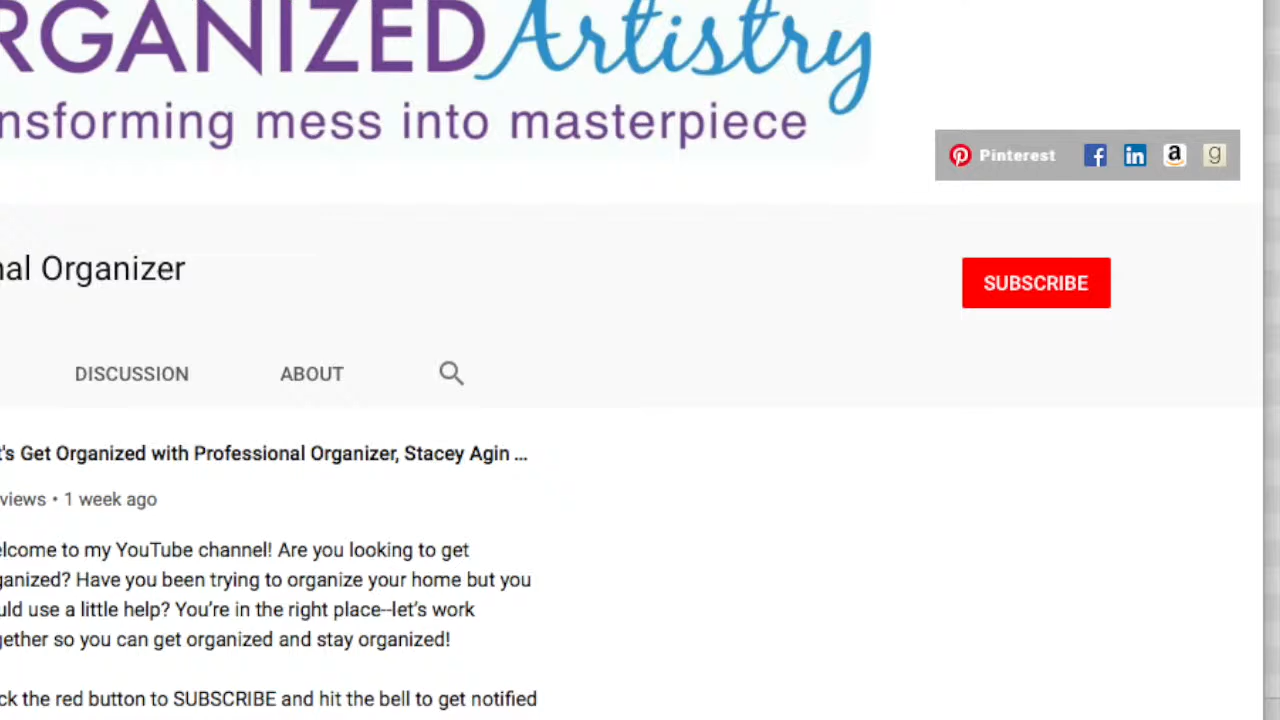 RGANIZED Artistry
nsforming mess into masterpiece
Pinterest
nal Organizer
SUBSCRIBE
DISCUSSION ABOUT
t's Get Organized with Professional Organizer, Stacey Agin ...
views • 1 week ago
elcome to my YouTube channel! Are you looking to get
ganized? Have you been trying to organize your home but you
uld use a little help? You’re in the right place--let’s work
gether so you can get organized and stay organized!
ck the red button to SUBSCRIBE and hit the bell to get notified